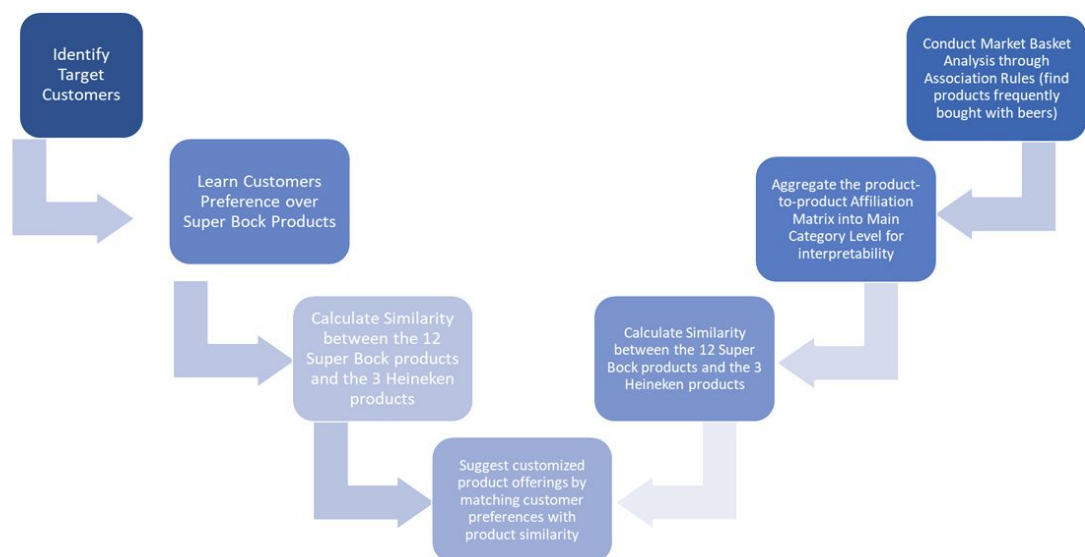 Identify
Target
Customers
Learn Customers
Preference over
Super Bock Products
Calculate Similarity
between the 12
Super Bock products
and the 3 Heineken
products
Conduct Market Basket
Analysis through
Association Rules (find
products frequently
bought with beers)
Aggregate the product-
to-product Affiliation
Matrix into Main
Category Level for
interpretability
Calculate Similarity
between the 12 Super
Bock products and the 3
Heineken products
Suggest customized
product offerings by
matching customer
preferences with
product similarity